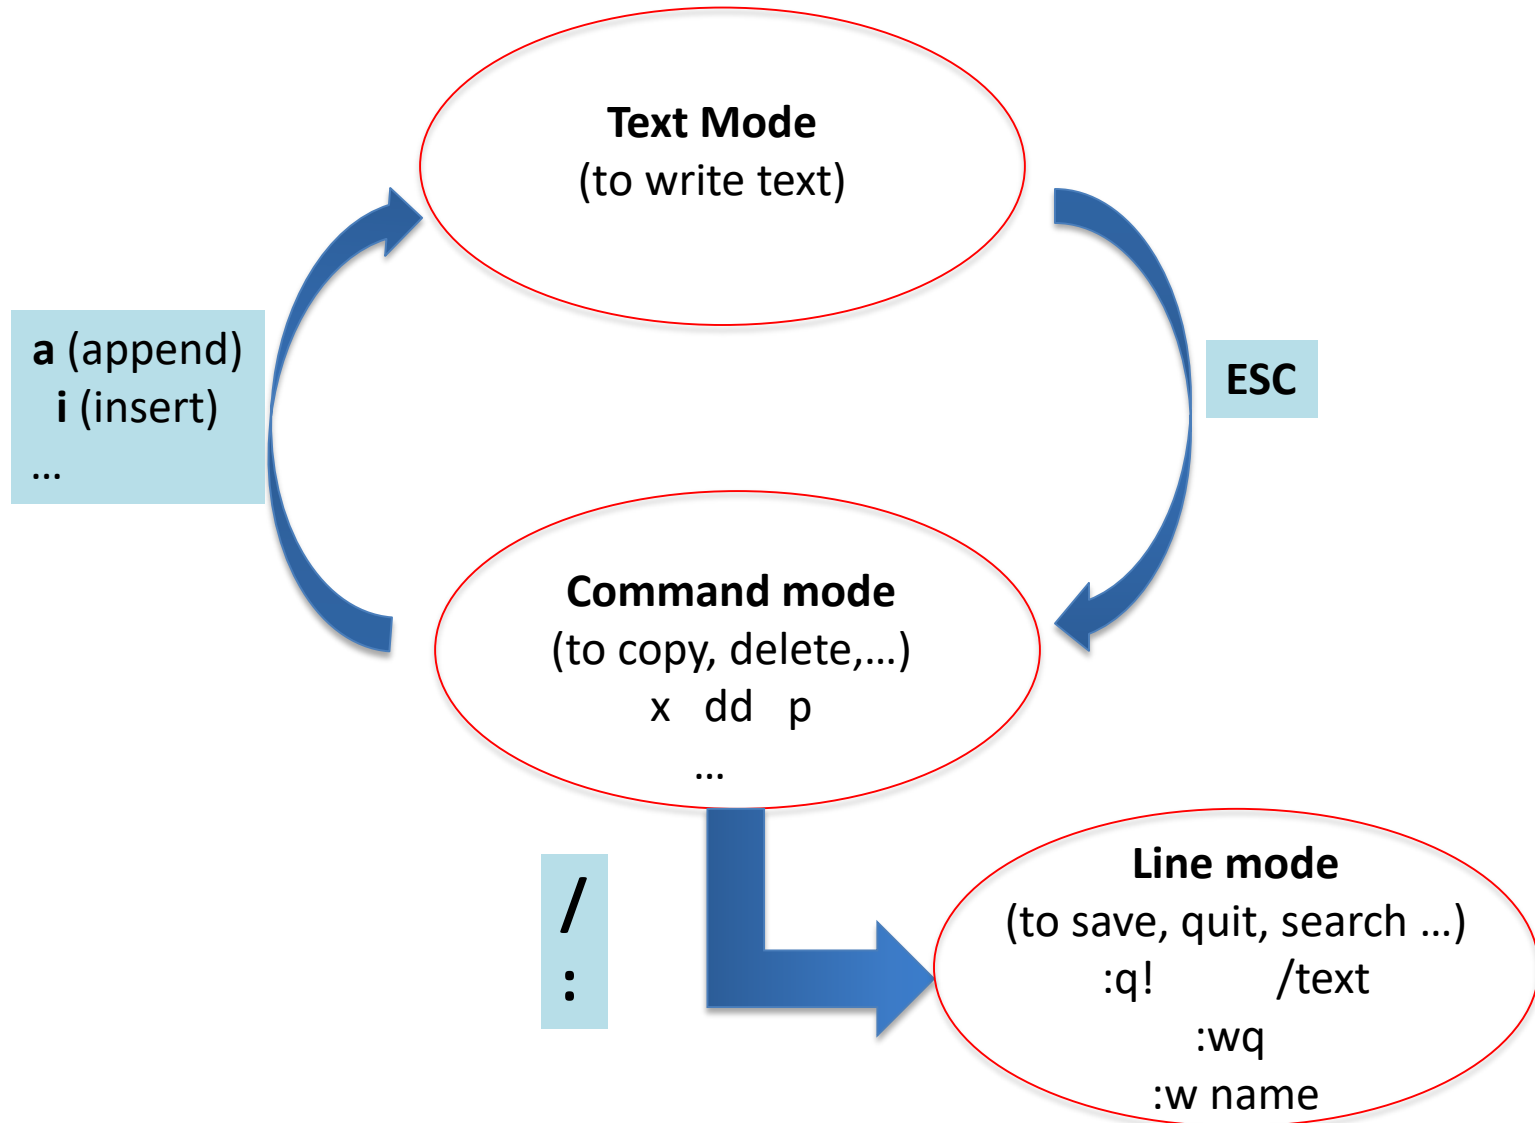 Text Mode
(to write text)
a (append)
i (insert)
...
ESC
Command mode
(to copy, delete,...)
x dd p
...
/
:
Line mode
(to save, quit, search ...)
:q! /text
:wq
:w name